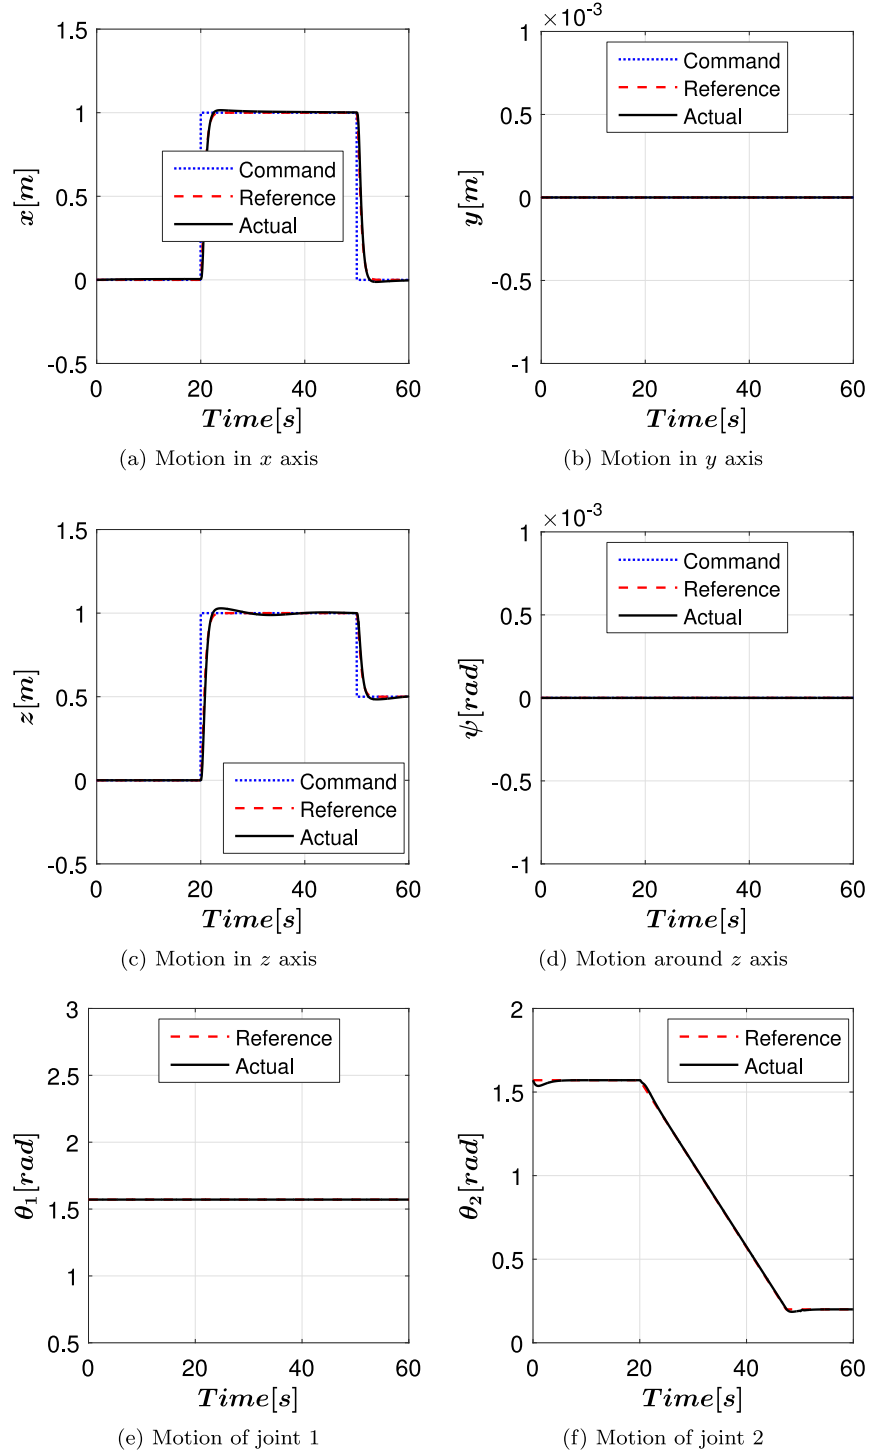 1.5
1
0.5
0
-0.5
x[m]
Command
Reference
Actual
0 20 40 60
Time[s]
(a) Motion in x axis
×10⁻³
1
0.5
0
-0.5
-1
y[m]
Command
Reference
Actual
0 20 40 60
Time[s]
(b) Motion in y axis
1.5
1
0.5
0
-0.5
z[m]
Command
Reference
Actual
0 20 40 60
Time[s]
(c) Motion in z axis
×10⁻³
1
0.5
0
-0.5
-1
ψ[rad]
Command
Reference
Actual
0 20 40 60
Time[s]
(d) Motion around z axis
3
2.5
2
1.5
1
0.5
θ₁[rad]
Reference
Actual
0 20 40 60
Time[s]
(e) Motion of joint 1
2
1.5
1
0.5
0
θ₂[rad]
Reference
Actual
0 20 40 60
Time[s]
(f) Motion of joint 2